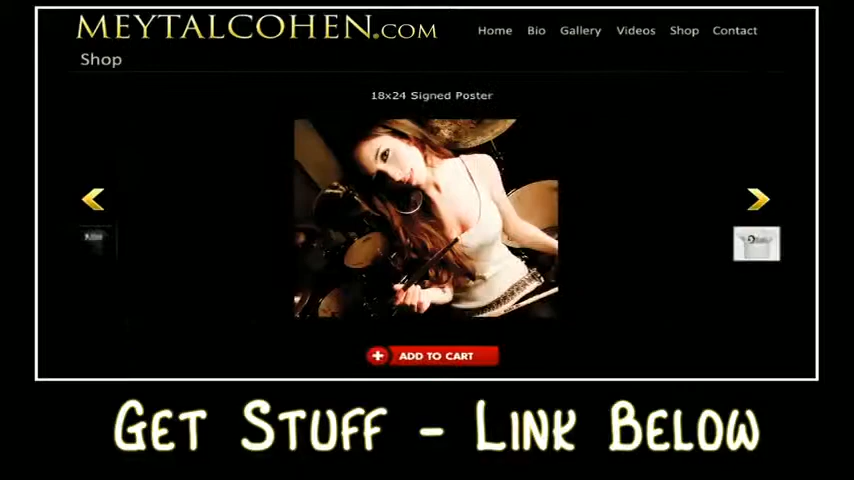 MEYTALCOHEN.COM
Home Bio Gallery Videos Shop Contact
Shop
18x24 Signed Poster
ADD TO CART
GET STUFF - LINK BELOW